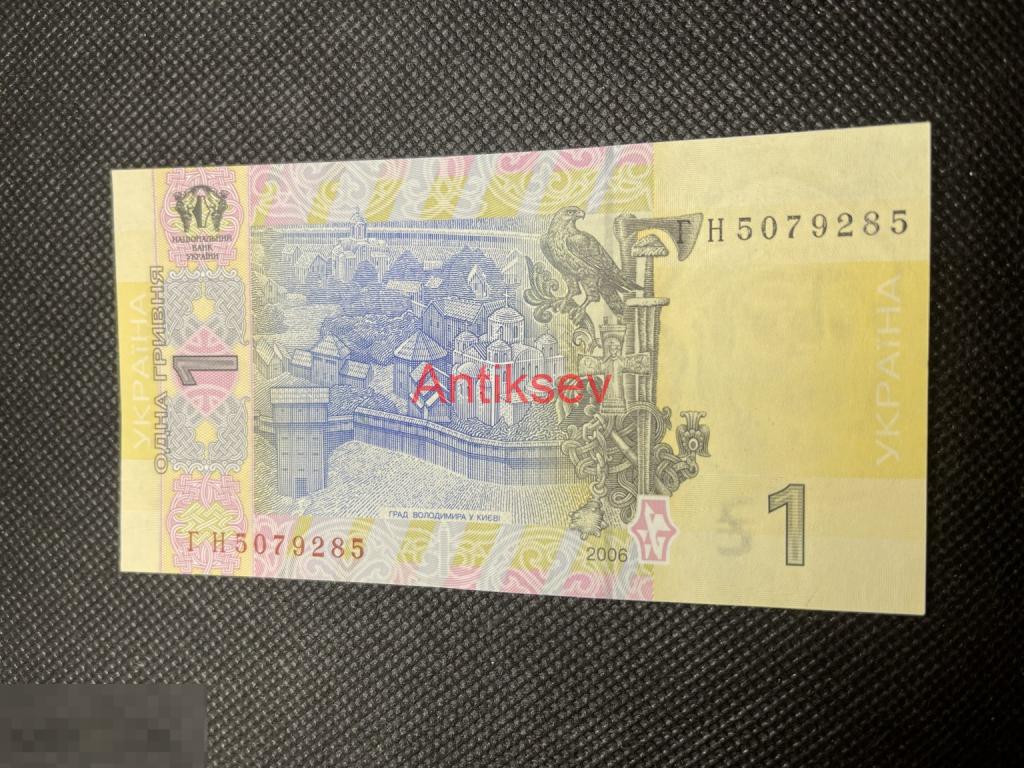 НАЦІОНАЛЬНИЙ
БАНК
УКРАЇНИ
ГН5079285
УКРАЇНА
ОДНА ГРИВНЯ
1
УКРАЇНА
Antiksev
ГРАД ВОЛОДИМИРА У КИЄВІ
1
ГН5079285
2006